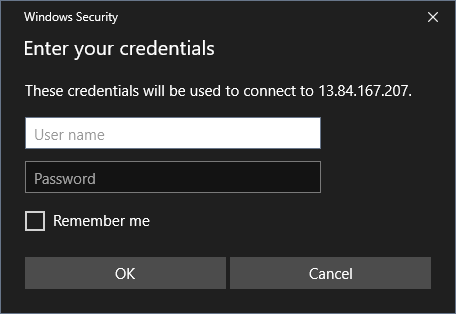 Windows Security
Enter your credentials
These credentials will be used to connect to 13.84.167.207.
User name
Password
Remember me
OK
Cancel